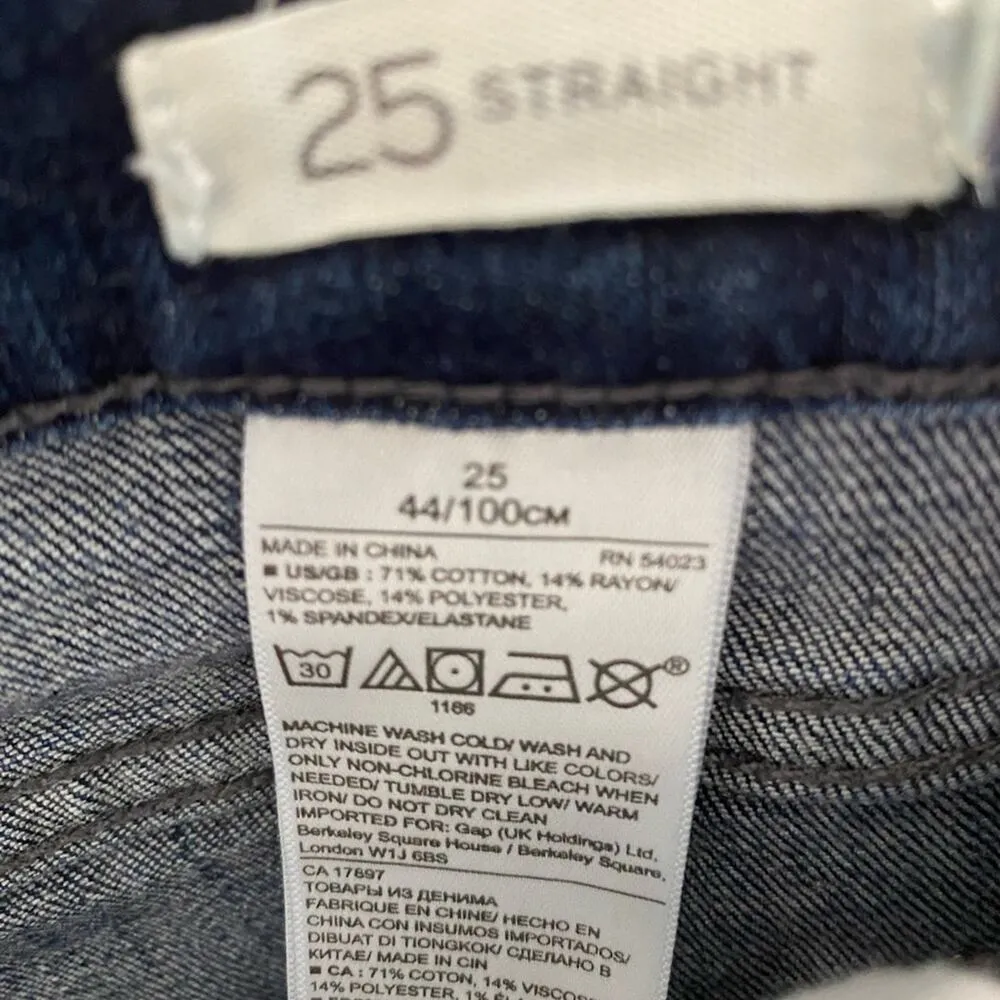 25 STRAIGHT
25
44/100CM
MADE IN CHINA RN 54023
■ US/GB : 71% COTTON, 14% RAYON/
VISCOSE, 14% POLYESTER,
1% SPANDEX/ELASTANE
30
1186
®
MACHINE WASH COLD/ WASH AND
DRY INSIDE OUT WITH LIKE COLORS/
ONLY NON-CHLORINE BLEACH WHEN
NEEDED/ TUMBLE DRY LOW/ WARM
IRON/ DO NOT DRY CLEAN
IMPORTED FOR: Gap (UK Holdings) Ltd.
Berkeley Square House / Berkeley Square,
London W1J 6BS
CA 17897
ТОВАРЫ ИЗ ДЕНИМА
FABRIQUE EN CHINE/ HECHO EN
CHINA CON INSUMOS IMPORTADOS/
DIBUAT DI TIONGKOK/ СДЕЛАНО В
КИТАЕ/ MADE IN CIN
■ CA : 71% COTON, 14% VISCOSE
14% POLYESTER, 1%